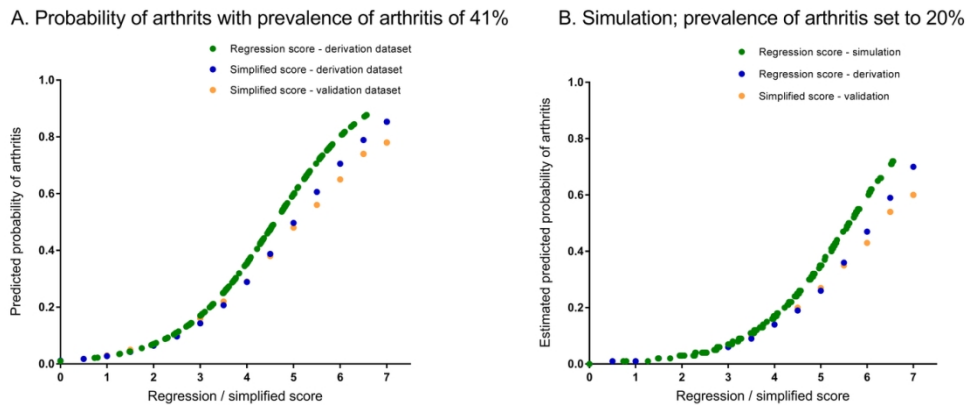 A. Probability of arthrits with prevalence of arthritis of 41%
Regression score - derivation dataset
Simplified score - derivation dataset
Simplified score - validation dataset
1.0
0.8
0.6
0.4
0.2
0.0
Predicted probability of arthritis
0 1 2 3 4 5 6 7
Regression / simplified score
B. Simulation; prevalence of arthritis set to 20%
Regression score - simulation
Regression score - derivation
Simplified score - validation
1.0
0.8
0.6
0.4
0.2
0.0
Estimated predicted probability of arthritis
0 1 2 3 4 5 6 7
Regression / simplified score